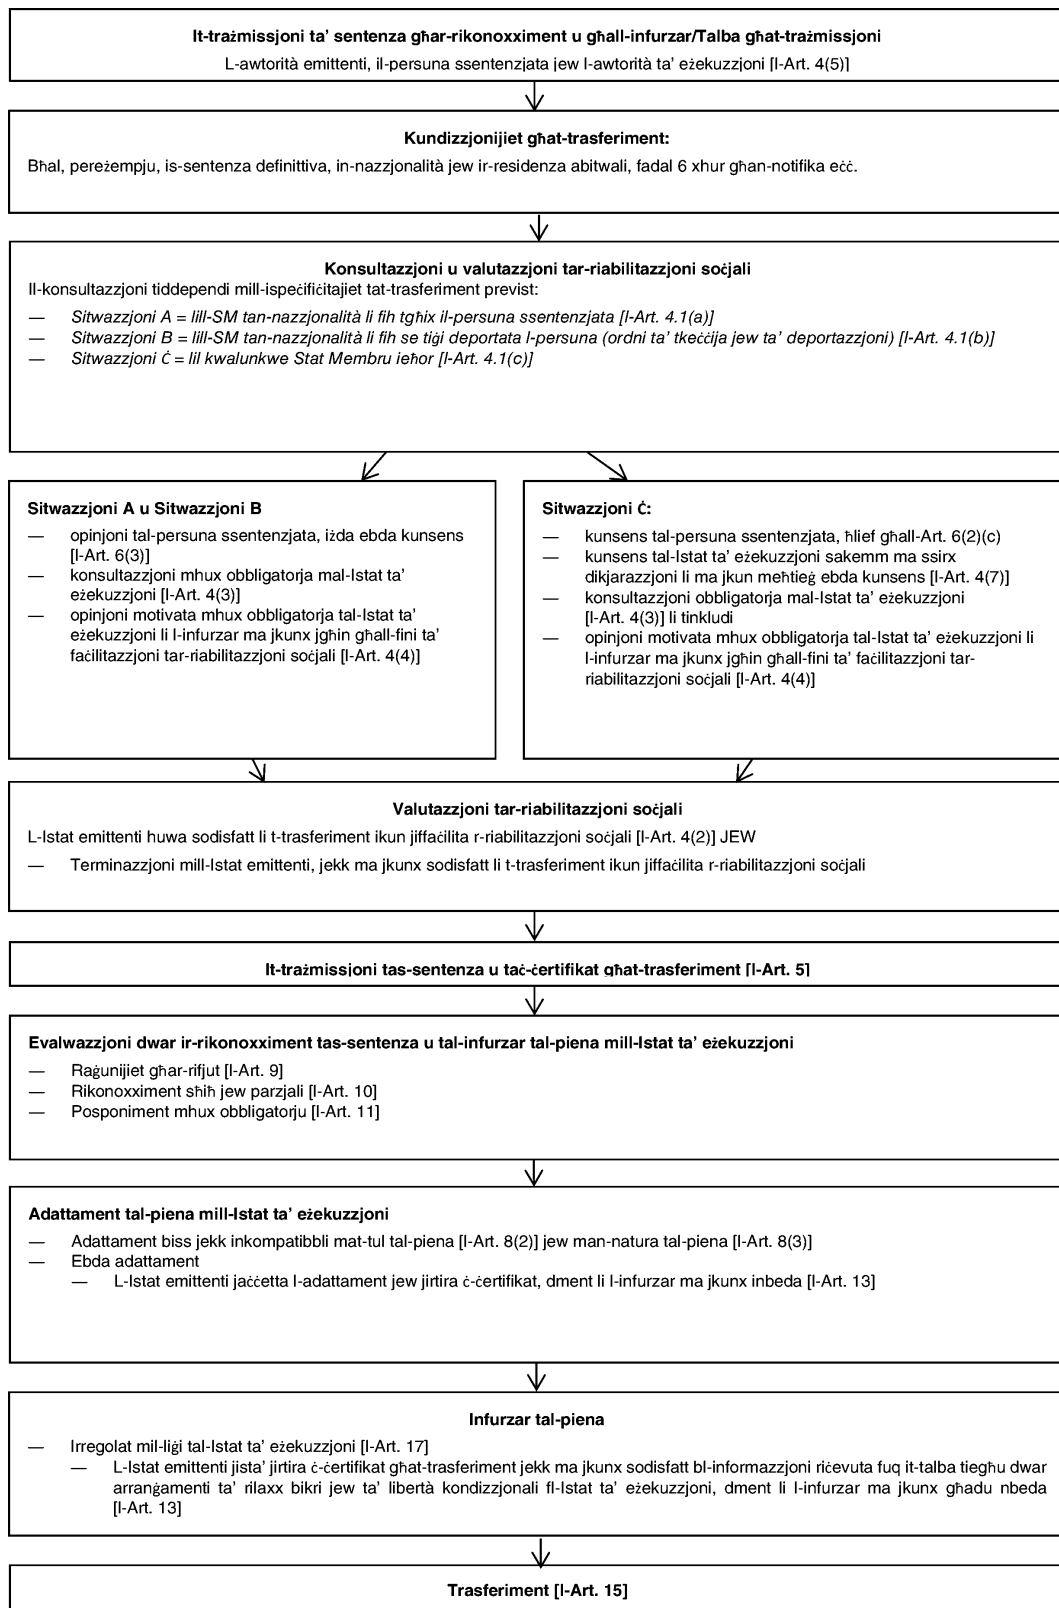 It-trażmissjoni ta' sentenza għar-rikonoxximent u għall-infurzar/Talba għat-trażmissjoni
L-awtorità emittenti, il-persuna ssentenzjata jew l-awtorità ta' eżekuzzjoni [l-Art. 4(5)]
Kundizzjonijiet għat-trasferiment:
Bħal, pereżempju, is-sentenza definittiva, in-nazzjonalità jew ir-residenza abitwali, fadal 6 xhur għan-notifika eċċ.
Konsultazzjoni u valutazzjoni tar-riabilitazzjoni soċjali
Il-konsultazzjoni tiddependi mill-ispeċifiċitajiet tat-trasferiment previst:
— Sitwazzjoni A = lill-SM tan-nazzjonalità li fih tgħix il-persuna ssentenzjata [l-Art. 4.1(a)]
— Sitwazzjoni B = lill-SM tan-nazzjonalità li fih se tiġi deportata l-persuna (ordni ta' tkeċċija jew ta' deportazzjoni) [l-Art. 4.1(b)]
— Sitwazzjoni Ċ = lil kwalunkwe Stat Membru ieħor [l-Art. 4.1(c)]
Sitwazzjoni A u Sitwazzjoni B
— opinjoni tal-persuna ssentenzjata, iżda ebda kunsens
[l-Art. 6(3)]
— konsultazzjoni mhux obbligatorja mal-Istat ta'
eżekuzzjoni [l-Art. 4(3)]
— opinjoni motivata mhux obbligatorja tal-Istat ta'
eżekuzzjoni li l-infurzar ma jkunx jgħin għall-fini ta'
faċilitazzjoni tar-riabilitazzjoni soċjali [l-Art. 4(4)]
Sitwazzjoni Ċ:
— kunsens tal-persuna ssentenzjata, ħlief għall-Art. 6(2)(c)
— kunsens tal-Istat ta' eżekuzzjoni sakemm ma ssirx
dikjarazzjoni li ma jkun meħtieġ ebda kunsens [l-Art. 4(7)]
— konsultazzjoni obbligatorja mal-Istat ta' eżekuzzjoni
[l-Art. 4(3)] li tinkludi
— opinjoni motivata mhux obbligatorja tal-Istat ta' eżekuzzjoni li
l-infurzar ma jkunx jgħin għall-fini ta' faċilitazzjoni tar-
riabilitazzjoni soċjali [l-Art. 4(4)]
Valutazzjoni tar-riabilitazzjoni soċjali
L-Istat emittenti huwa sodisfatt li t-trasferiment ikun jiffaċilita r-riabilitazzjoni soċjali [l-Art. 4(2)] JEW
— Terminazzjoni mill-Istat emittenti, jekk ma jkunx sodisfatt li t-trasferiment ikun jiffaċilita r-riabilitazzjoni soċjali
It-trażmissjoni tas-sentenza u taċ-ċertifikat għat-trasferiment [l-Art. 5]
Evalwazzjoni dwar ir-rikonoxximent tas-sentenza u tal-infurzar tal-piena mill-Istat ta' eżekuzzjoni
— Raġunijiet għar-rifjut [l-Art. 9]
— Rikonoxximent sħiħ jew parzjali [l-Art. 10]
— Posponiment mhux obbligatorju [l-Art. 11]
Adattament tal-piena mill-Istat ta' eżekuzzjoni
— Adattament biss jekk inkompatibbli mat-tul tal-piena [l-Art. 8(2)] jew man-natura tal-piena [l-Art. 8(3)]
— Ebda adattament
— L-Istat emittenti jaċċetta l-adattament jew jirtira ċ-ċertifikat, dment li l-infurzar ma jkunx inbeda [l-Art. 13]
Infurzar tal-piena
— Irregolat mil-liġi tal-Istat ta' eżekuzzjoni [l-Art. 17]
— L-Istat emittenti jista' jirtira ċ-ċertifikat għat-trasferiment jekk ma jkunx sodisfatt bl-informazzjoni riċevuta fuq it-talba tiegħu dwar
arranġamenti ta' rilaxx bikri jew ta' libertà kondizzjonali fl-Istat ta' eżekuzzjoni, dment li l-infurzar ma jkunx għadu nbeda
[l-Art. 13]
Trasferiment [l-Art. 15]